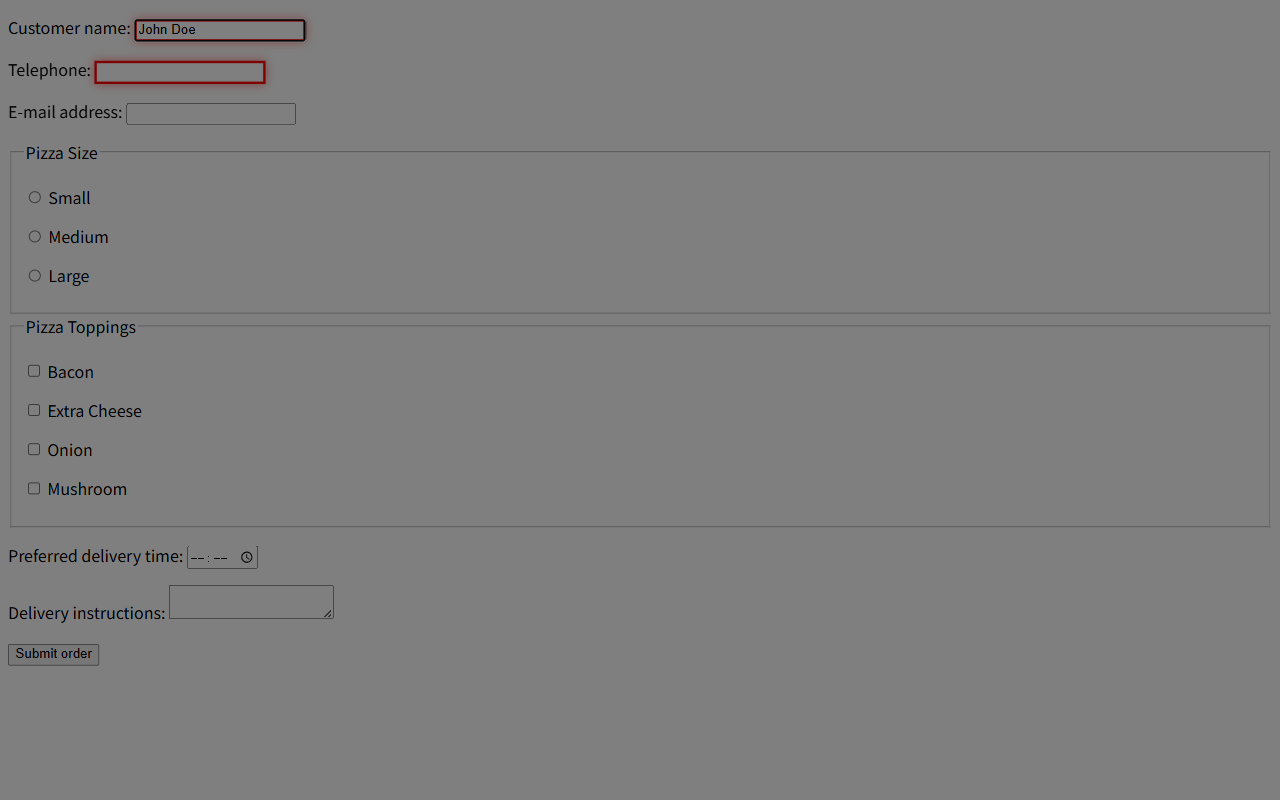 Customer name: John Doe
Telephone:
E-mail address:
Pizza Size
Small
Medium
Large
Pizza Toppings
Bacon
Extra Cheese
Onion
Mushroom
Preferred delivery time: --:--
Delivery instructions:
Submit order